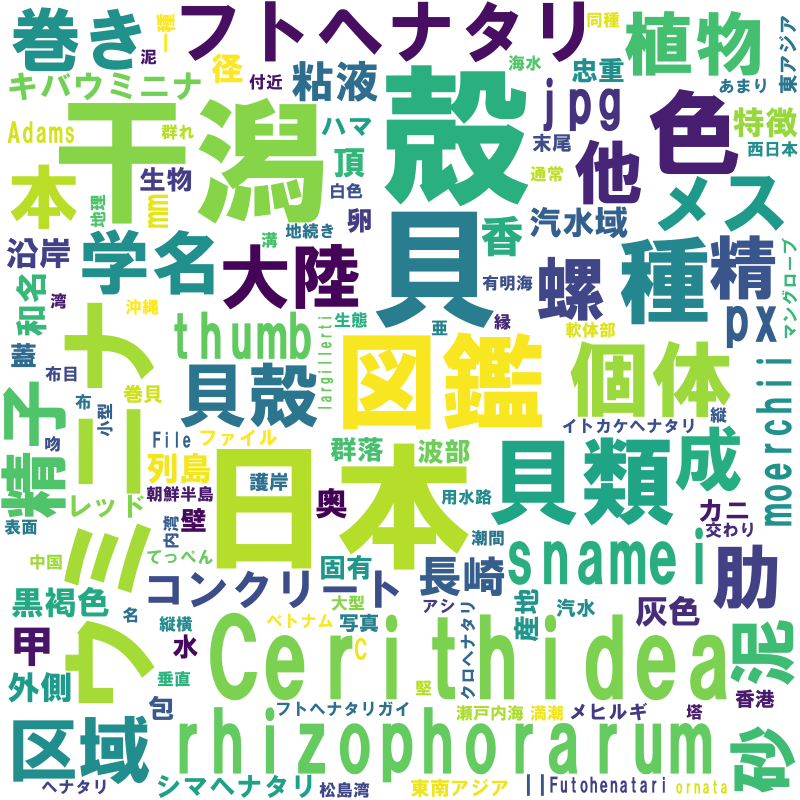 巻き
泥
一種
フトヘナタリ
同種
植物
東アジア
海水
径
付近
粘液
忠重
あまり
キバウミニナ
jpg
色
特徴
西日本
Adams
干潟
群れ
ハマ
殻
末尾
他
本
生物
mm
頂
白色
卵
通常
メス
地理
地続き
溝
香
汽水域
沿岸
学名
大陸
貝
有明海
螺
種
精
マングローブ
和名
湾
沖縄
thumb
生態
亜
縁
軟体部
px
蓋
布目
巻貝
largillerti
ウミニナ
貝殻
図鑑
個体
moerchii
精子
布
小型
吻
File
ファイル
イトカケヘナタリ
縦
群落
波部
貝類
成
列島
護岸
日本
レッド
朝鮮半島
奥
用水路
カニ
交わり
表面
内湾
壁
潮間
中国
てっぺん
固有
長崎
snamei
肋
コンクリート
黒褐色
名
縦横
大型
写真
アシ
クロヘナタリ
産地
汽水
灰色
甲
水
ベトナム
C
Cerithidea
泥
外側
垂直
包
堅
香港
フトヘナタリガイ
瀬戸内海
満潮
メヒルギ
塔
区域
rhizophorarum
砂
ヘナタリ
シマヘナタリ
松島湾
東南アジア
||Futohenatari
ornata